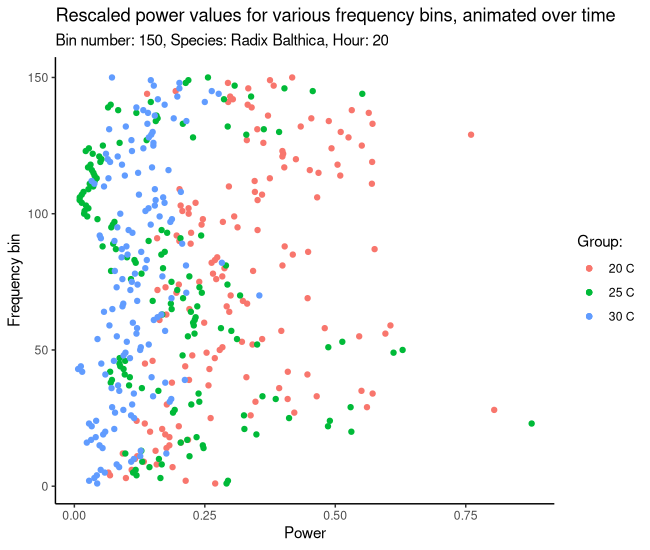 Rescaled power values for various frequency bins, animated over time
Bin number: 150, Species: Radix Balthica, Hour: 20
150
100
50
0
Frequency bin
0.00 0.25 0.50 0.75
Power
Group:
20 C
25 C
30 C